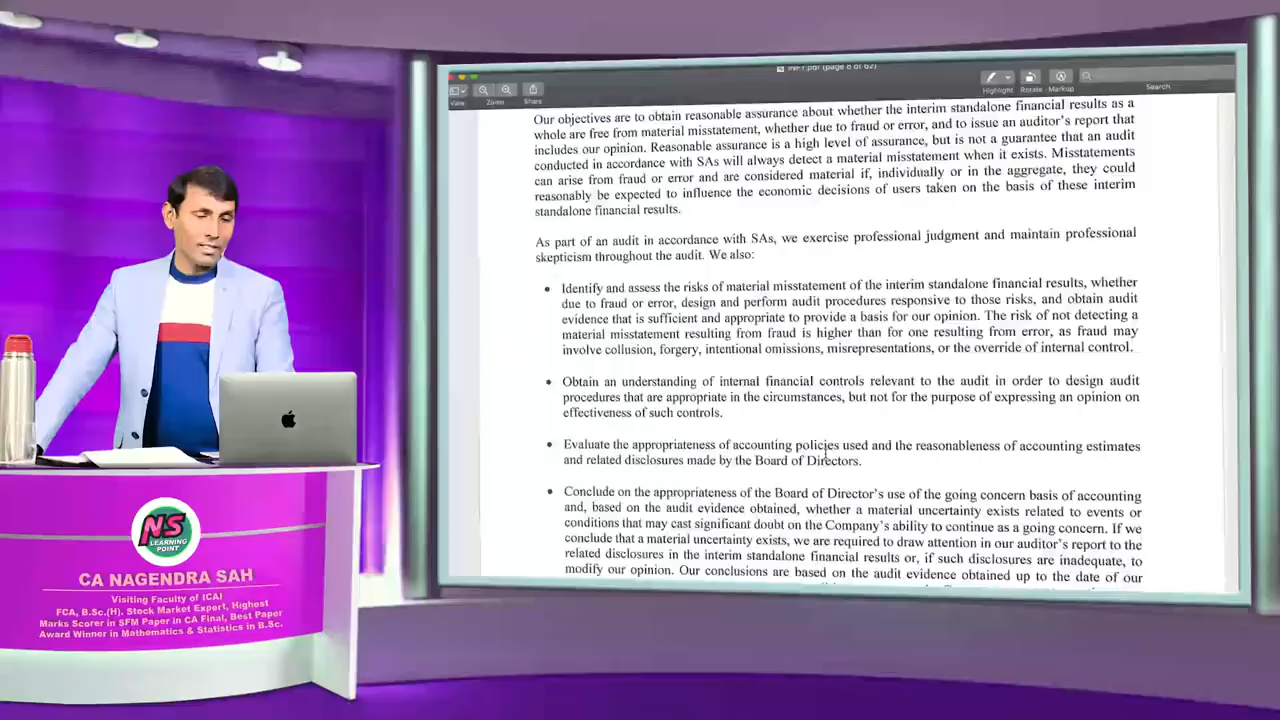 INFY.pdf (page 8 of 62)
View
Zoom
Share
Highlight
Rotate
Markup
Search
Our objectives are to obtain reasonable assurance about whether the interim standalone financial results as a
whole are free from material misstatement, whether due to fraud or error, and to issue an auditor's report that
includes our opinion. Reasonable assurance is a high level of assurance, but is not a guarantee that an audit
conducted in accordance with SAs will always detect a material misstatement when it exists. Misstatements
can arise from fraud or error and are considered material if, individually or in the aggregate, they could
reasonably be expected to influence the economic decisions of users taken on the basis of these interim
standalone financial results.
As part of an audit in accordance with SAs, we exercise professional judgment and maintain professional
skepticism throughout the audit. We also:
• Identify and assess the risks of material misstatement of the interim standalone financial results, whether
due to fraud or error, design and perform audit procedures responsive to those risks, and obtain audit
evidence that is sufficient and appropriate to provide a basis for our opinion. The risk of not detecting a
material misstatement resulting from fraud is higher than for one resulting from error, as fraud may
involve collusion, forgery, intentional omissions, misrepresentations, or the override of internal control.
• Obtain an understanding of internal financial controls relevant to the audit in order to design audit
procedures that are appropriate in the circumstances, but not for the purpose of expressing an opinion on
effectiveness of such controls.
• Evaluate the appropriateness of accounting policies used and the reasonableness of accounting estimates
and related disclosures made by the Board of Directors.
• Conclude on the appropriateness of the Board of Director's use of the going concern basis of accounting
and, based on the audit evidence obtained, whether a material uncertainty exists related to events or
conditions that may cast significant doubt on the Company's ability to continue as a going concern. If we
conclude that a material uncertainty exists, we are required to draw attention in our auditor's report to the
related disclosures in the interim standalone financial results or, if such disclosures are inadequate, to
modify our opinion. Our conclusions are based on the audit evidence obtained up to the date of our
NS
LEARNING
POINT
CA NAGENDRA SAH
Visiting Faculty of ICAI
FCA, B.Sc.(H). Stock Market Expert, Highest
Marks Scorer in SFM Paper in CA Final, Best Paper
Award Winner in Mathematics & Statistics in B.Sc.